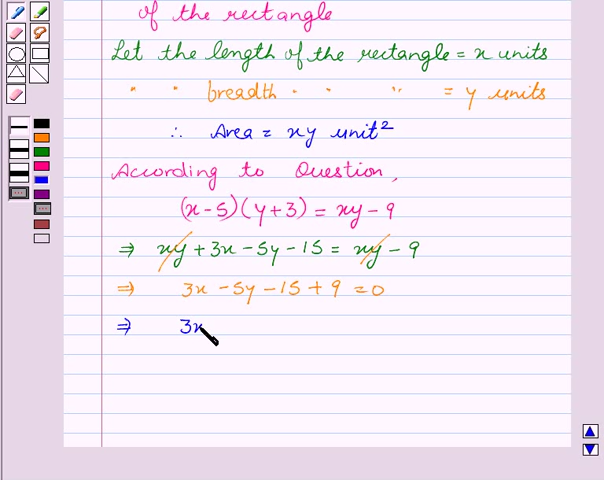 of the rectangle
Let the length of the rectangle = x units
" " breadth " " " = y units
∴ Area = xy unit²
According to Question,
(x-5)(y+3) = xy-9
⇒ xy + 3x - 5y - 15 = xy - 9
⇒ 3x - 5y - 15 + 9 = 0
⇒ 3x